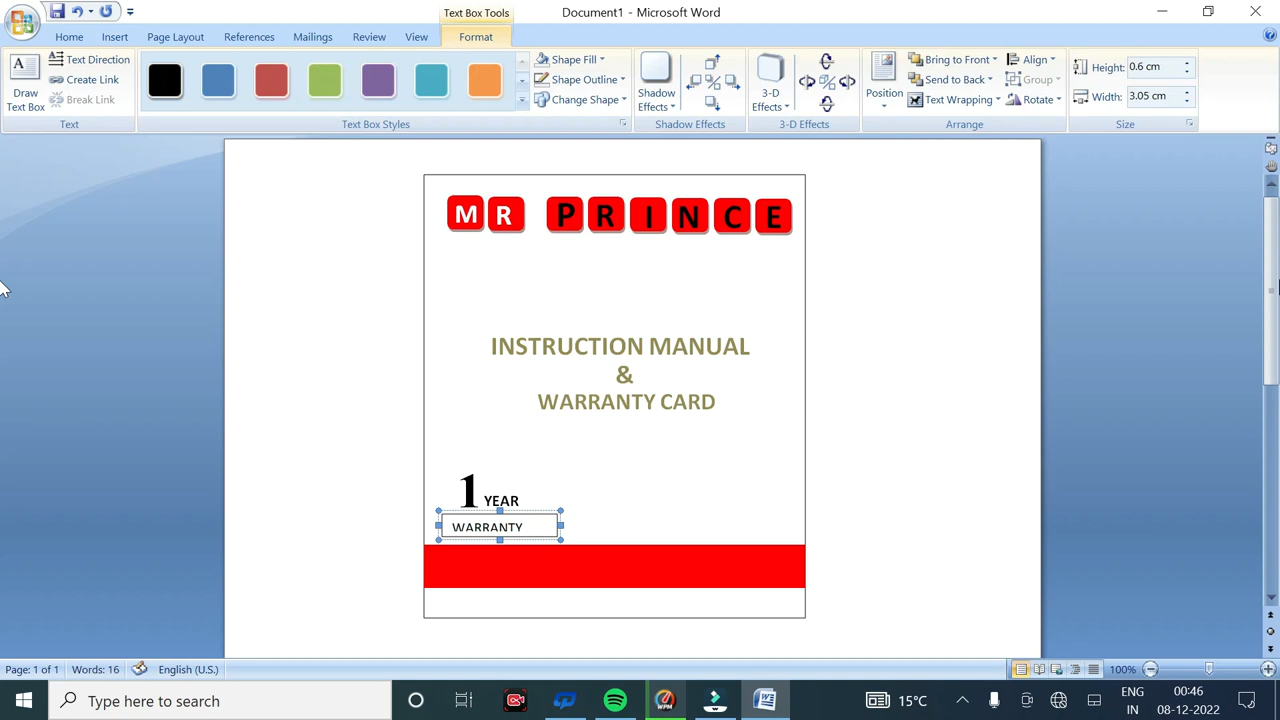 Text Box Tools
Document1 - Microsoft Word
Home Insert Page Layout References Mailings Review View Format
A
Draw Text Box
Text Direction
Create Link
Break Link
Text
Shape Fill
Shape Outline
Change Shape
Text Box Styles
Shadow Effects
Shadow Effects
3-D Effects
3-D Effects
Position
Bring to Front
Send to Back
Text Wrapping
Align
Group
Rotate
Arrange
Height: 0.6 cm
Width: 3.05 cm
Size
MR PRINCE
INSTRUCTION MANUAL
&
WARRANTY CARD
1 YEAR
WARRANTY
Page: 1 of 1 Words: 16 English (U.S.) 100%
Type here to search
WPM
W
15°C
ENG
IN
00:46
08-12-2022